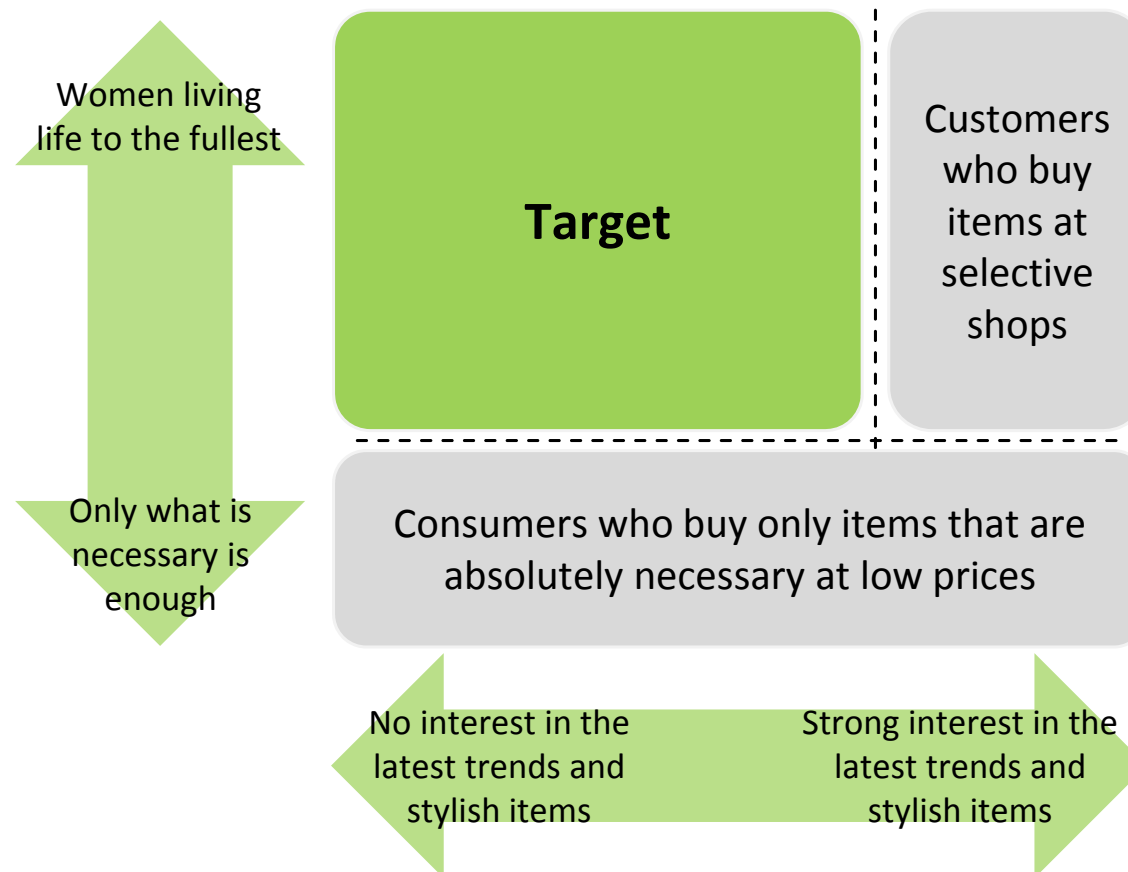 Women living
life to the fullest
Target
Customers
who buy
items at
selective
shops
Only what is
necessary is
enough
Consumers who buy only items that are
absolutely necessary at low prices
No interest in the
latest trends and
stylish items
Strong interest in the
latest trends and
stylish items